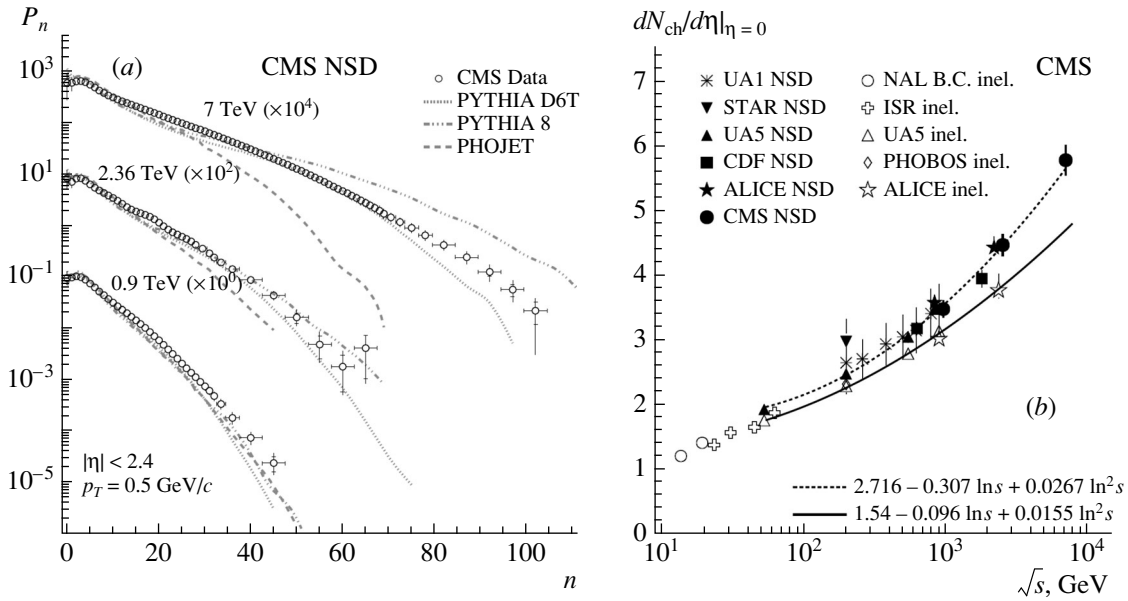 P_n
10^3
10^1
10^{-1}
10^{-3}
10^{-5}
(a)
CMS NSD
CMS Data
PYTHIA D6T
PYTHIA 8
PHOJET
7 TeV (×10^4)
2.36 TeV (×10^2)
0.9 TeV (×10^0)
|η| < 2.4
p_T = 0.5 GeV/c
0 20 40 60 80 100
n
dN_ch/dη|_{η = 0}
7
6
5
4
3
2
1
0
UA1 NSD
STAR NSD
UA5 NSD
CDF NSD
ALICE NSD
CMS NSD
NAL B.C. inel.
ISR inel.
UA5 inel.
PHOBOS inel.
ALICE inel.
CMS
(b)
2.716 – 0.307 ln s + 0.0267 ln^2 s
1.54 – 0.096 ln s + 0.0155 ln^2 s
10^1 10^2 10^3 10^4
√s, GeV